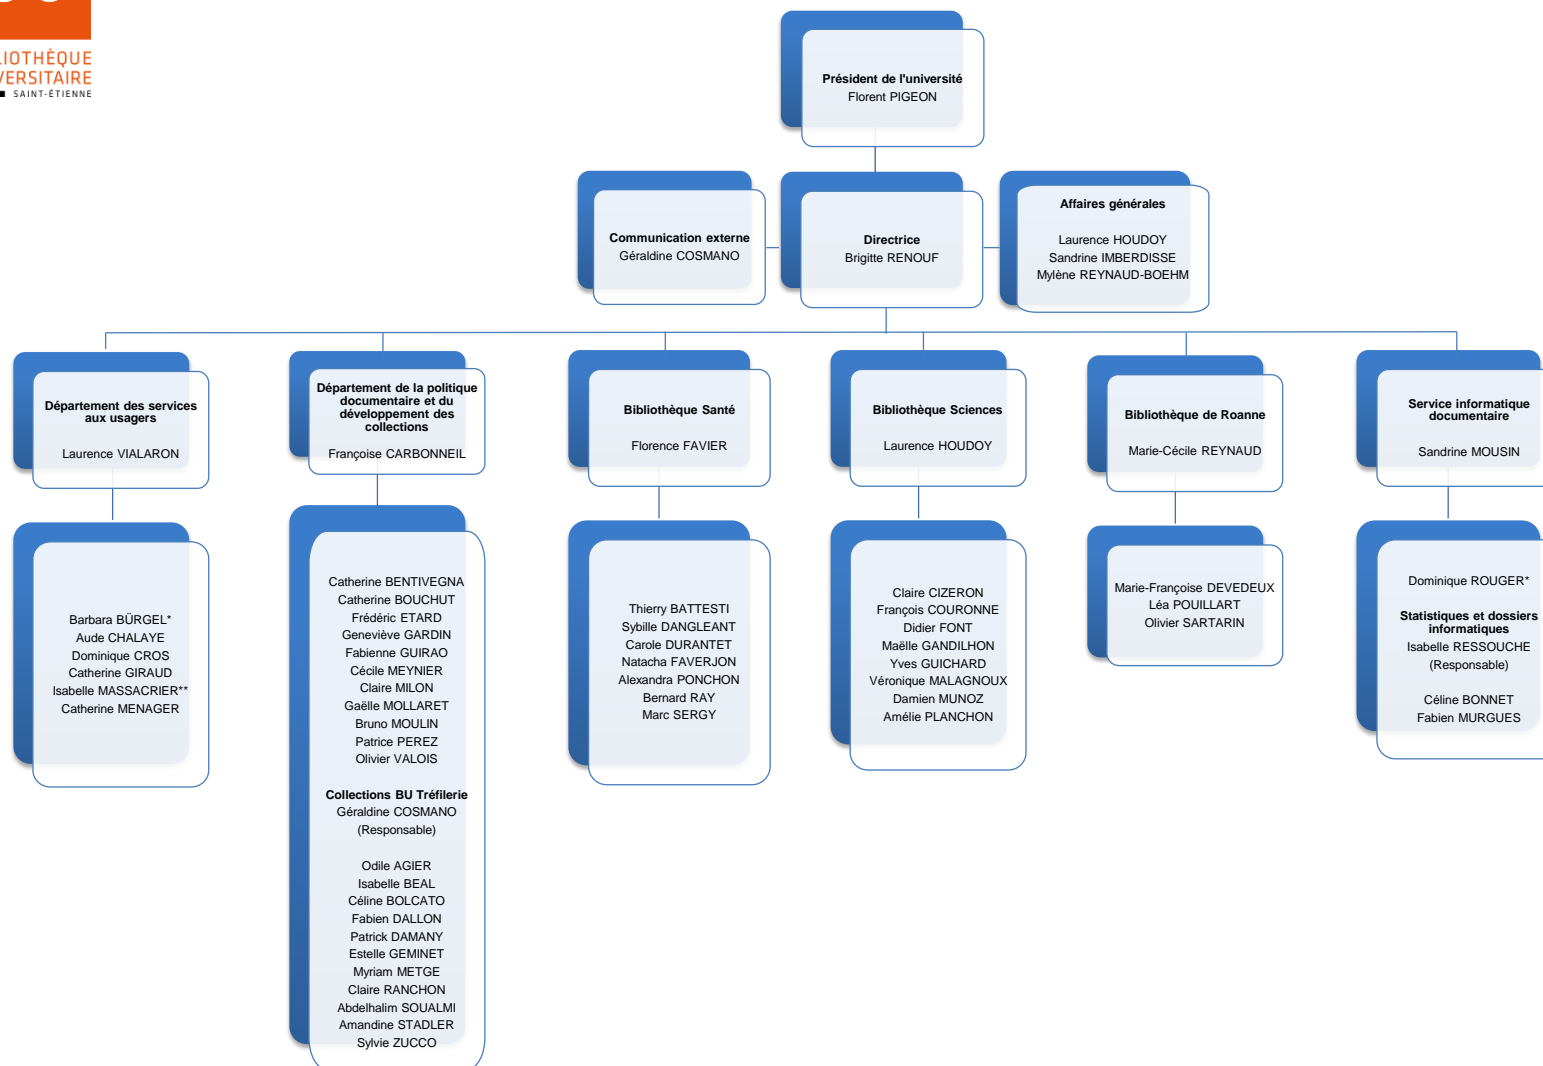 SAINT-ÉTIENNE
Président de l'université
Florent PIGEON
Communication externe
Géraldine COSMANO
Directrice
Brigitte RENOUF
Affaires générales
Laurence HOUDOY
Sandrine IMBERDISSE
Mylène REYNAUD-BOEHM
Département des services
aux usagers
Laurence VIALARON
Département de la politique
documentaire et du
développement des
collections
Françoise CARBONNEIL
Bibliothèque Santé
Florence FAVIER
Bibliothèque Sciences
Laurence HOUDOY
Bibliothèque de Roanne
Marie-Cécile REYNAUD
Service informatique
documentaire
Sandrine MOUSIN
Barbara BÜRGEL*
Aude CHALAYE
Dominique CROS
Catherine GIRAUD
Isabelle MASSACRIER**
Catherine MENAGER
Catherine BENTIVEGNA
Catherine BOUCHUT
Frédéric ETARD
Geneviève GARDIN
Fabienne GUIRAO
Cécile MEYNIER
Claire MILON
Gaëlle MOLLARET
Bruno MOULIN
Patrice PEREZ
Olivier VALOIS
Collections BU Tréfilerie
Géraldine COSMANO
(Responsable)
Odile AGIER
Isabelle BEAL
Céline BOLCATO
Fabien DALLON
Patrick DAMANY
Estelle GEMINET
Myriam METGE
Claire RANCHON
Abdelhalim SOUALMI
Amandine STADLER
Sylvie ZUCCO
Thierry BATTESTI
Sybille DANGLEANT
Carole DURANTET
Natacha FAVERJON
Alexandra PONCHON
Bernard RAY
Marc SERGY
Claire CIZERON
François COURONNE
Didier FONT
Maëlle GANDILHON
Yves GUICHARD
Véronique MALAGNOUX
Damien MUNOZ
Amélie PLANCHON
Marie-Françoise DEVEDEUX
Léa POUILLART
Olivier SARTARIN
Dominique ROUGER*
Statistiques et dossiers
informatiques
Isabelle RESSOUCHE
(Responsable)
Céline BONNET
Fabien MURGUES